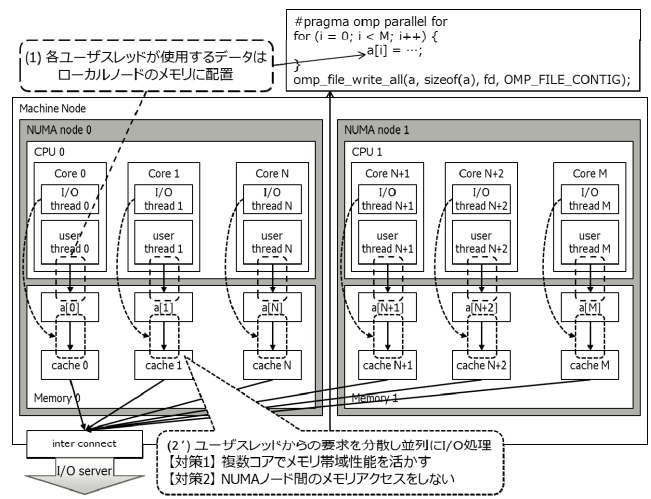 #pragma omp parallel for
for (i = 0; i < M; i++) {
a[i] = …;
}
omp_file_write_all(a, sizeof(a), fd, OMP_FILE_CONTIG);
(1) 各ユーザスレッドが使用するデータは
ローカルノードのメモリに配置
Machine Node
NUMA node 0
CPU 0
Core 0
I/O
thread 0
user
thread 0
Core 1
I/O
thread 1
user
thread 1
Core N
I/O
thread N
user
thread N
a[0]
a[1]
a[N]
cache 0
cache 1
cache N
Memory 0
NUMA node 1
CPU 1
Core N+1
I/O
thread N+1
user
thread N+1
Core N+2
I/O
thread N+2
user
thread N+2
Core M
I/O
thread M
user
thread M
a[N+1]
a[N+2]
a[M]
cache N+1
cache N+2
cache M
Memory 1
inter connect
I/O server
(2’) ユーザスレッドからの要求を分散し並列にI/O処理
【対策1】 複数コアでメモリ帯域性能を活かす
【対策2】 NUMAノード間のメモリアクセスをしない